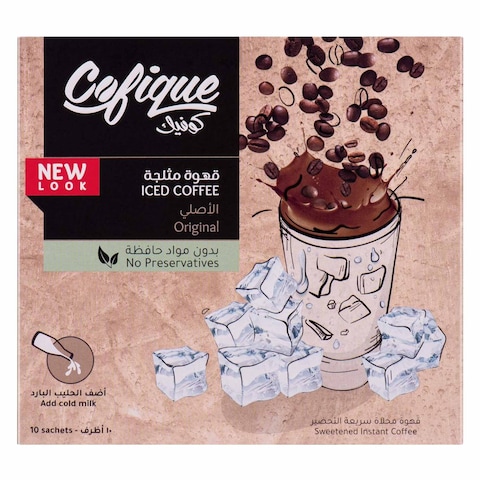 Cofique
كوفيك
NEW
LOOK
قهوة مثلجة
ICED COFFEE
الأصلي
Original
بدون مواد حافظة
No Preservatives
أضف الحليب البارد
Add cold milk
10 sachets - ١٠ أظرف
قهوة محلاة سريعة التحضير
Sweetened Instant Coffee